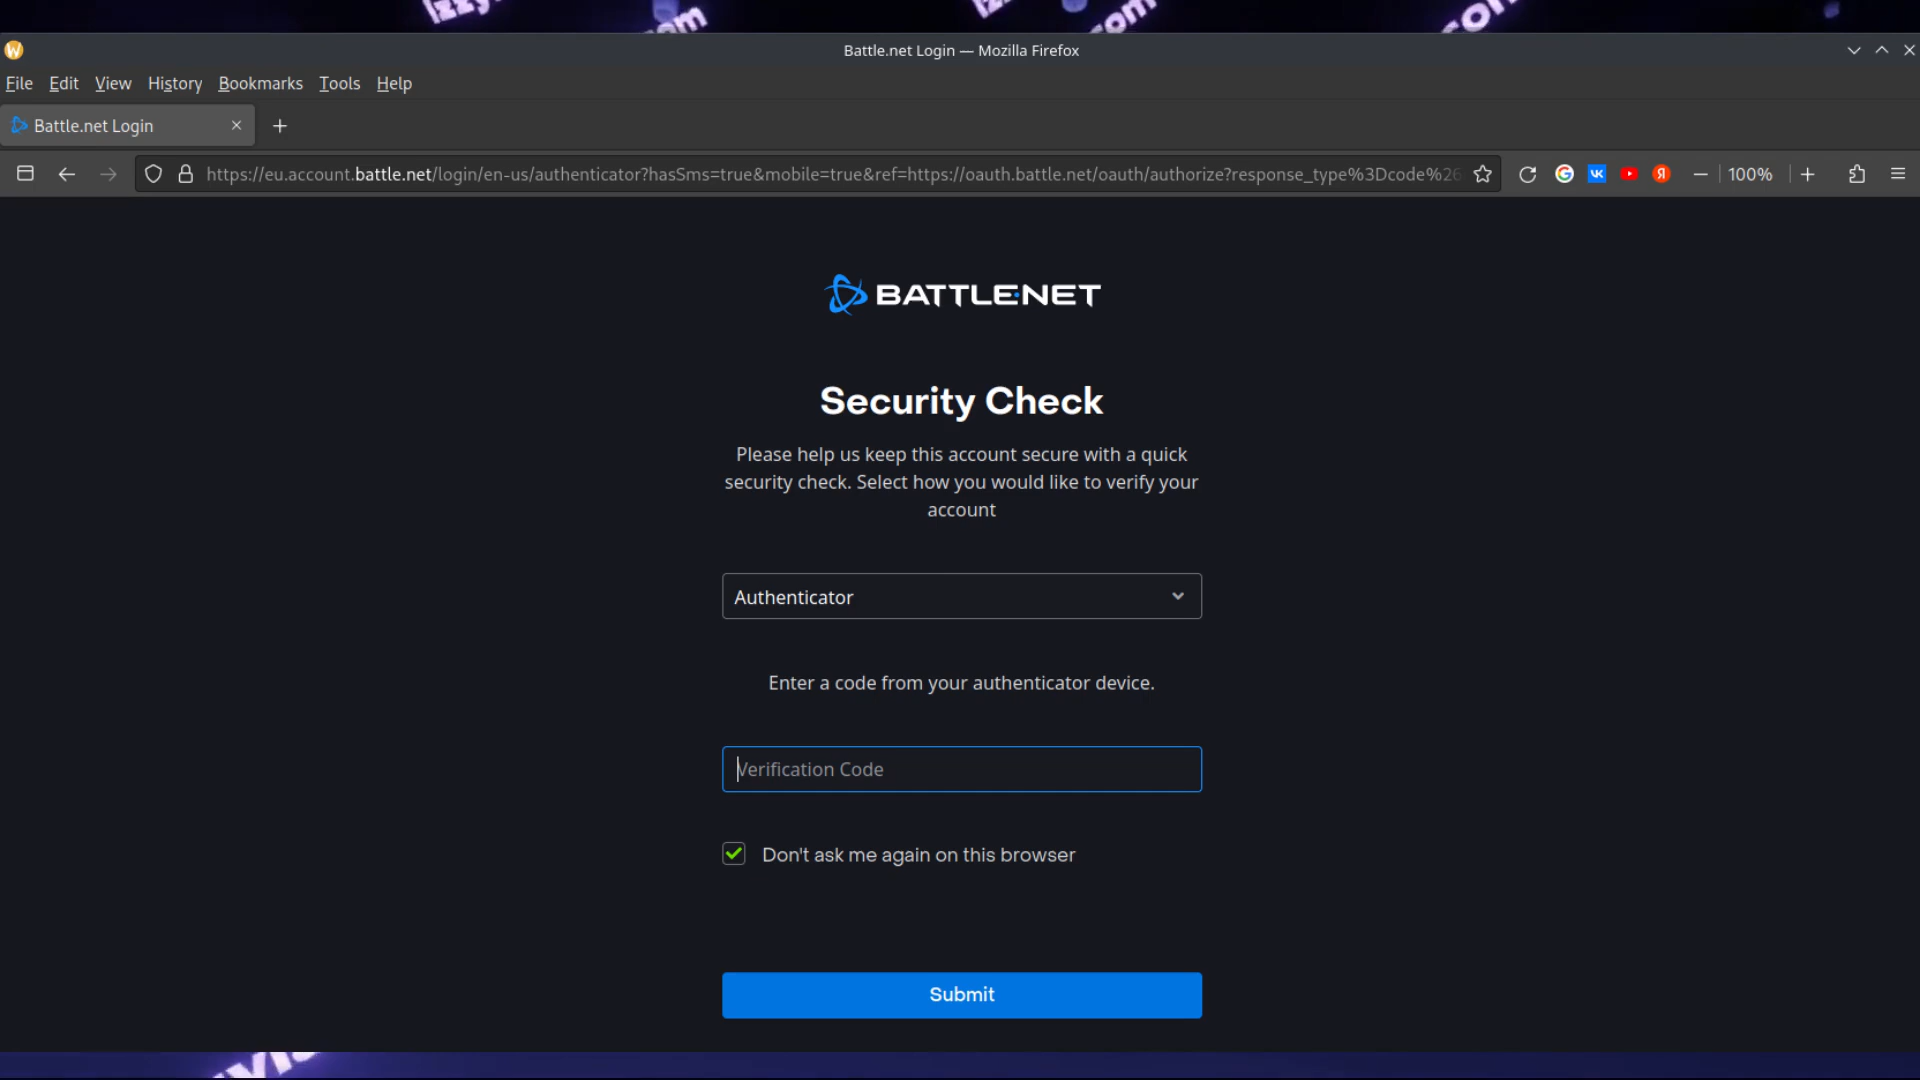 Battle.net Login — Mozilla Firefox
File Edit View History Bookmarks Tools Help
Battle.net Login
https://eu.account.battle.net/login/en-us/authenticator?hasSms=true&mobile=true&ref=https://oauth.battle.net/oauth/authorize?response_type%3Dcode%26
100%
BATTLE.NET
Security Check
Please help us keep this account secure with a quick
security check. Select how you would like to verify your
account
Authenticator
Enter a code from your authenticator device.
Verification Code
Don't ask me again on this browser
Submit